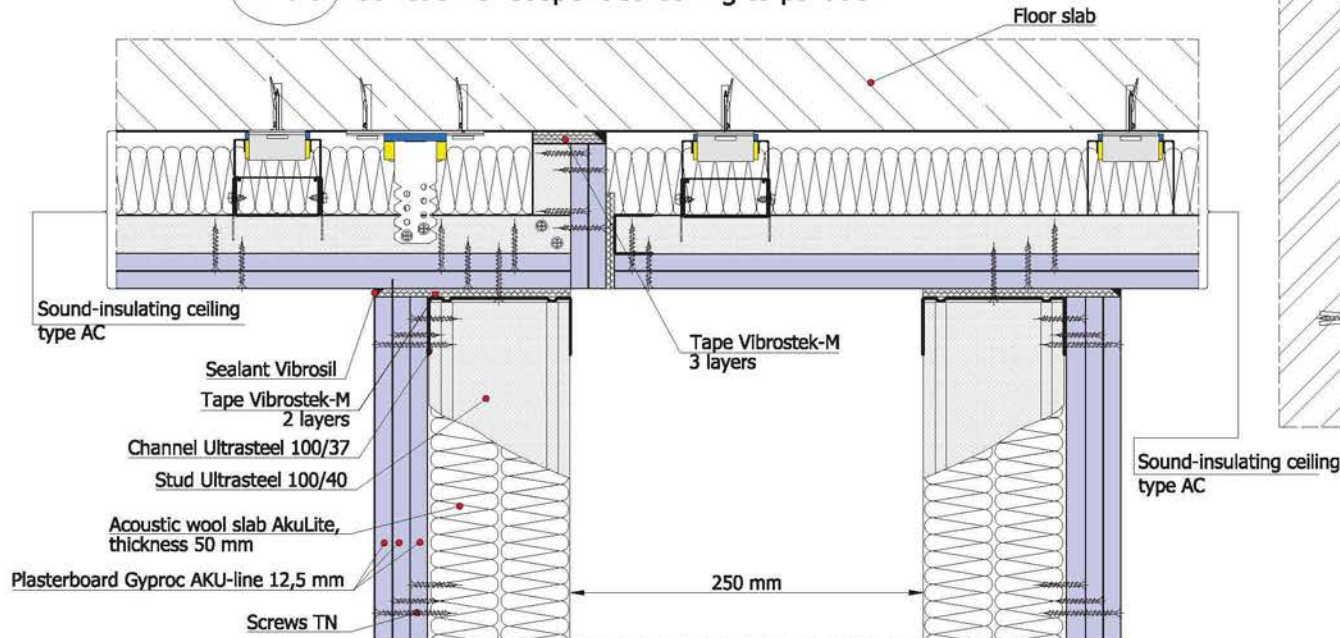 Floor slab
Sound-insulating ceiling
type AC
Sealant Vibrosil
Tape Vibrostek-M
2 layers
Channel Ultrasteel 100/37
Stud Ultrasteel 100/40
Acoustic wool slab AkuLite,
thickness 50 mm
Plasterboard Gyproc AKU-line 12,5 mm
Screws TN
Tape Vibrostek-M
3 layers
250 mm
Sound-insulating ceiling
type AC